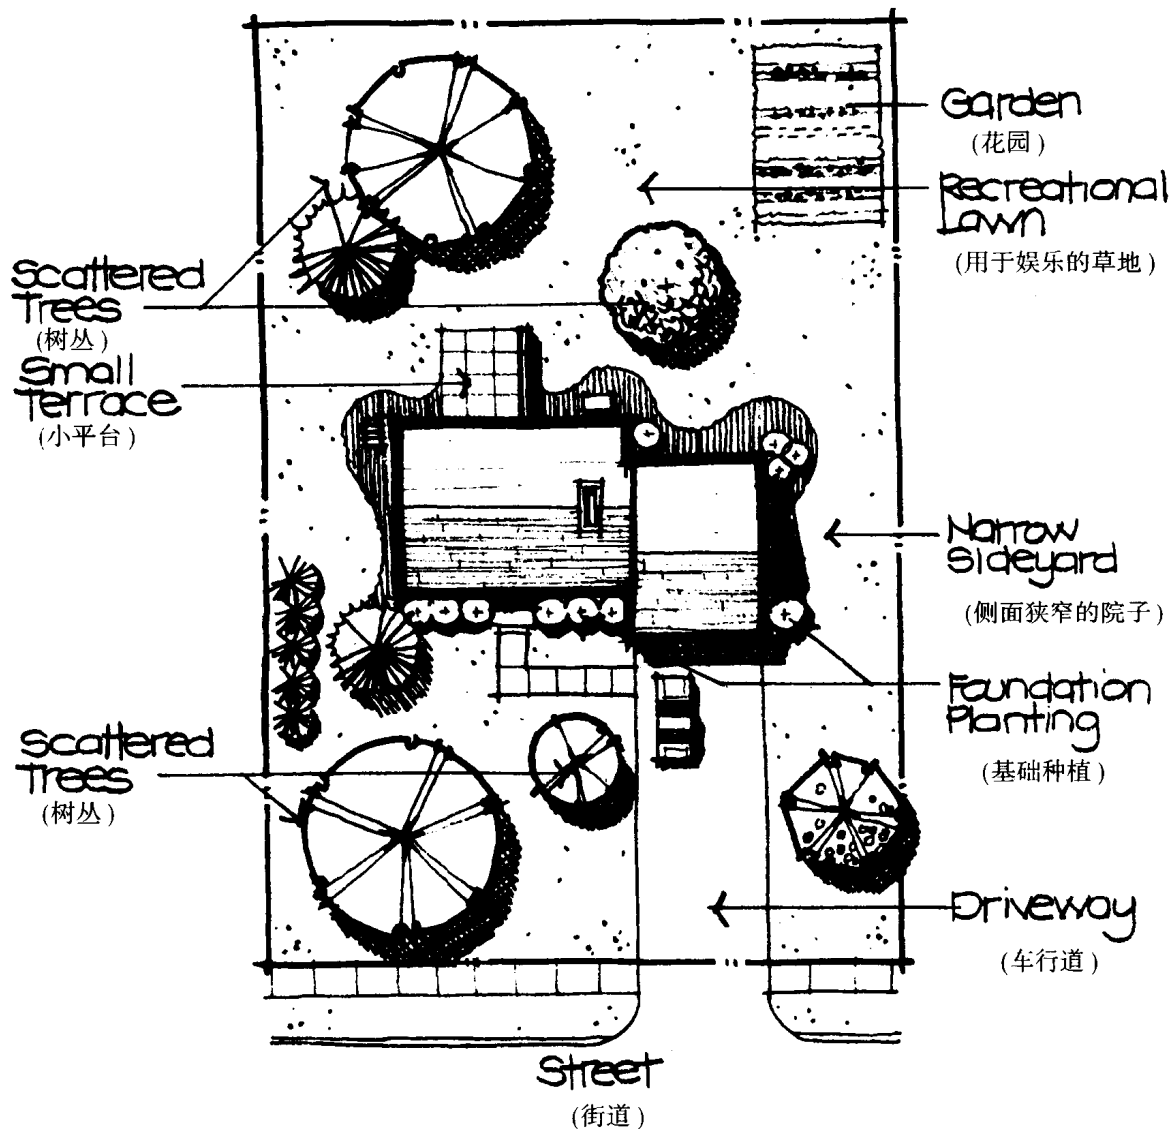 Garden
(花园)
Recreational
Lawn
(用于娱乐的草地)
Scattered
Trees
(树丛)
Small
Terrace
(小平台)
Narrow
Sideyard
(侧面狭窄的院子)
Foundation
Planting
(基础种植)
Scattered
Trees
(树丛)
Driveway
(车行道)
Street
(街道)